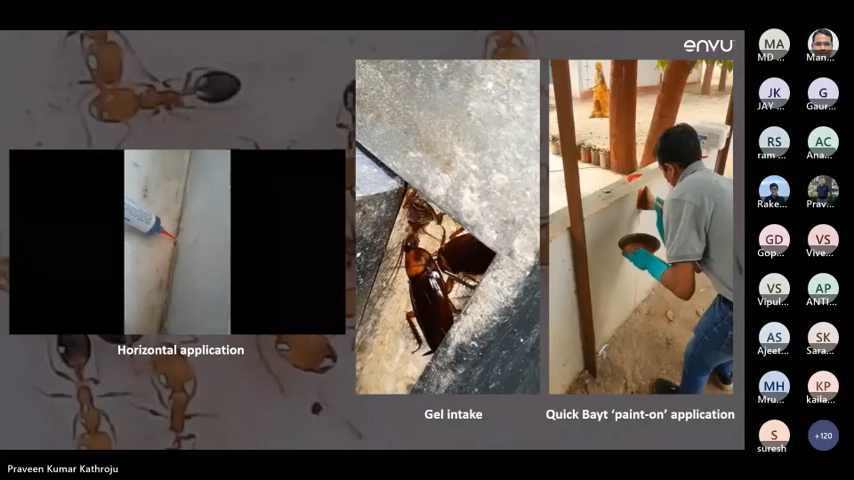 envu
Horizontal application
Gel intake
Quick Bayt ‘paint-on’ application
MA
MD ...
Man...
JK
JAY ...
G
Gaur...
RS
ram ...
AC
Ana...
Rake...
Prav...
GD
Gop...
VS
Vive...
VS
Vipul...
AP
ANTI...
AS
Ajeet...
SK
Sara...
MH
Mru...
KP
kaila...
S
suresh
+120
Praveen Kumar Kathroju